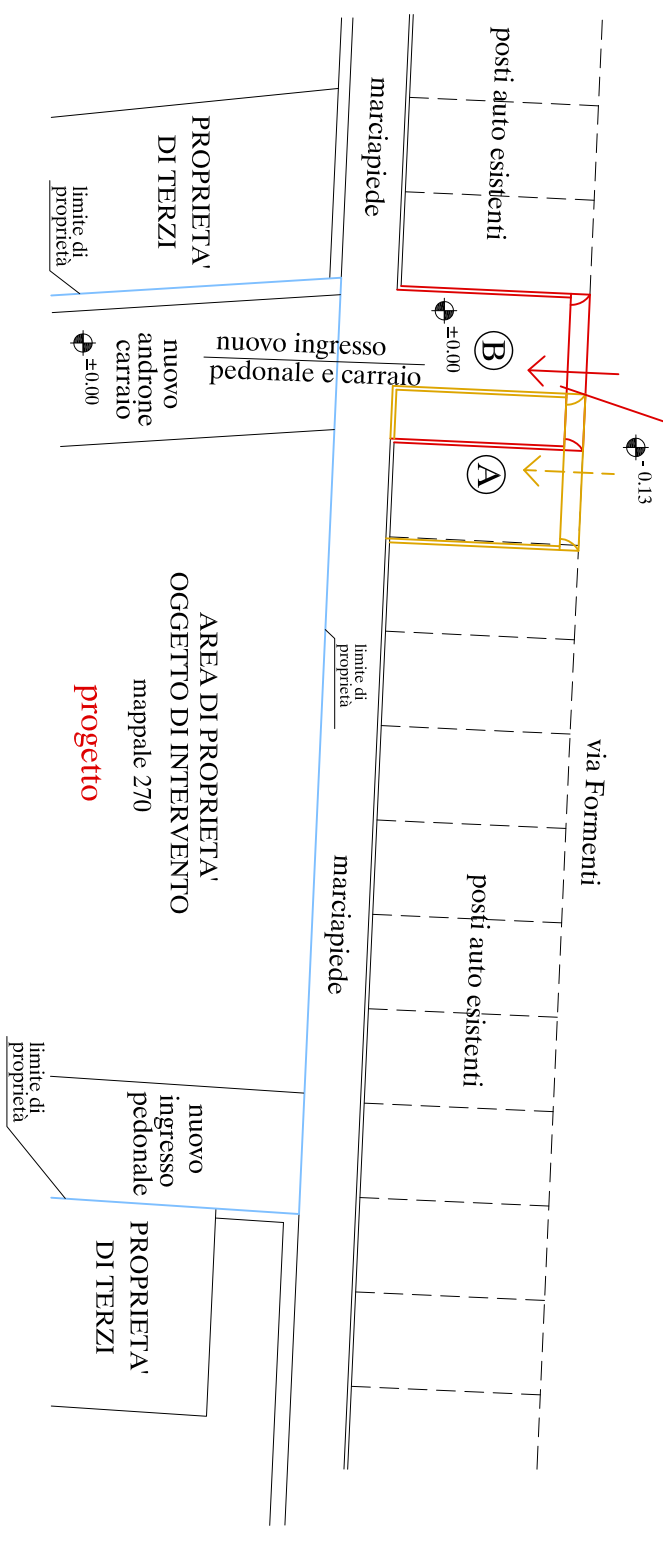 posti auto esistenti
marciapiede
PROPRIETA'
DI TERZI
limite di
proprietà
nuovo ingresso
pedonale e carraio
±0.00
B
nuovo
androne
carraio
±0.00
A
- 0.13
via Formenti
limite di
proprietà
AREA DI PROPRIETA'
OGGETTO DI INTERVENTO
mappale 270
progetto
marciapiede
posti auto esistenti
nuovo
ingresso
pedonale
limite di
proprietà
PROPRIETA'
DI TERZI